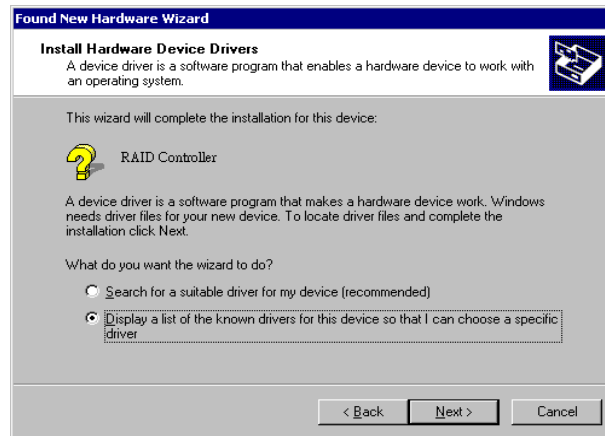 Found New Hardware Wizard
Install Hardware Device Drivers
A device driver is a software program that enables a hardware device to work with
an operating system.
This wizard will complete the installation for this device:
RAID Controller
A device driver is a software program that makes a hardware device work. Windows
needs driver files for your new device. To locate driver files and complete the
installation click Next.
What do you want the wizard to do?
Search for a suitable driver for my device (recommended)
Display a list of the known drivers for this device so that I can choose a specific
driver
< Back
Next >
Cancel